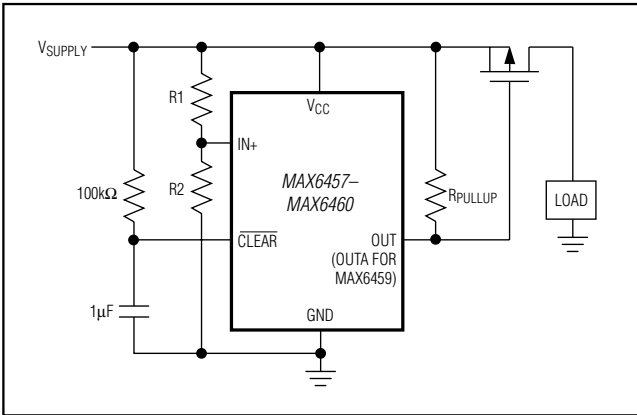 VSUPPLY
R1
VCC
IN+
MAX6457–
MAX6460
R2
100kΩ
RPULLUP
LOAD
CLEAR
OUT
(OUTA FOR
MAX6459)
1µF
GND